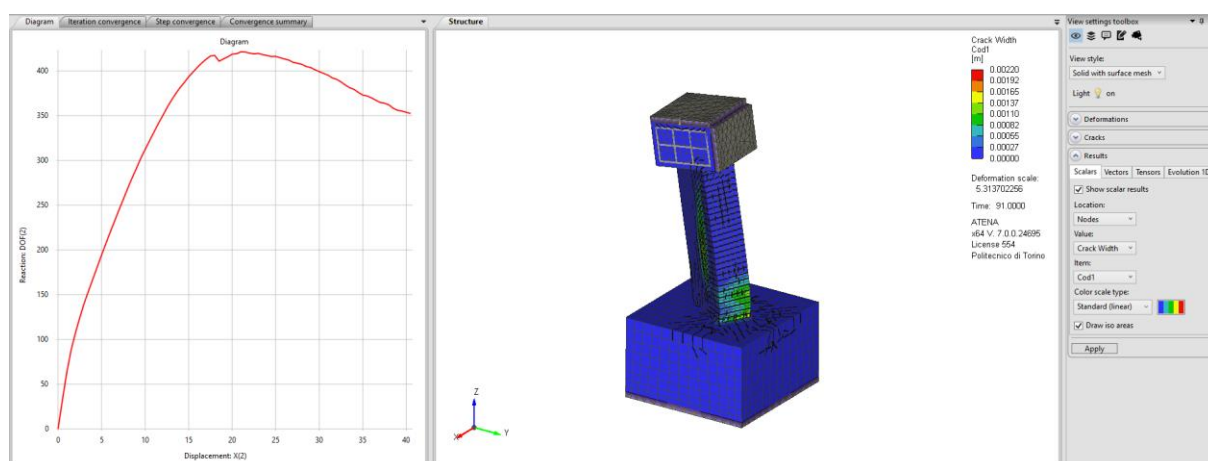 Diagram
Iteration convergence
Step convergence
Convergence summary
Diagram
400
350
300
250
200
150
100
50
0
Reaction: DOF(Z)
0 5 10 15 20 25 30 35 40
Displacement: X(Z)
Structure
Crack Width
Cod1
[m]
0.00220
0.00192
0.00165
0.00137
0.00110
0.00082
0.00055
0.00027
0.00000
Deformation scale:
5.313702256
Time: 91.0000
ATENA
x64 V. 7.0.0.24695
License 554
Politecnico di Torino
Z
X
Y
View settings toolbox
View style:
Solid with surface mesh
Light on
Deformations
Cracks
Results
Scalars Vectors Tensors Evolution 1D
Show scalar results
Location:
Nodes
Value:
Crack Width
Item:
Cod1
Color scale type:
Standard (linear)
Draw iso areas
Apply